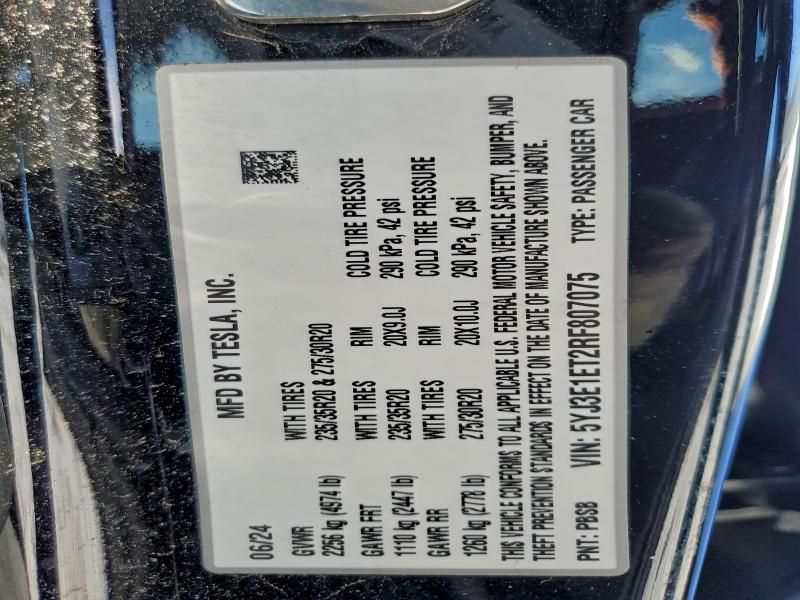 MFD BY TESLA, INC.
06/24
GVWR WITH TIRES
2256 kg (4974 lb) 235/35R20 & 275/30R20
GAWR FRT WITH TIRES RIM COLD TIRE PRESSURE
1110 kg (2447 lb) 235/35R20 20X9.0J 290 kPa, 42 psi
GAWR RR WITH TIRES RIM COLD TIRE PRESSURE
1260 kg (2778 lb) 275/30R20 20X10.0J 290 kPa, 42 psi
THIS VEHICLE CONFORMS TO ALL APPLICABLE U.S. FEDERAL MOTOR VEHICLE SAFETY, BUMPER, AND
THEFT PREVENTION STANDARDS IN EFFECT ON THE DATE OF MANUFACTURE SHOWN ABOVE.
PNT: PBSB VIN: 5YJ3E1ET2RF807075 TYPE: PASSENGER CAR